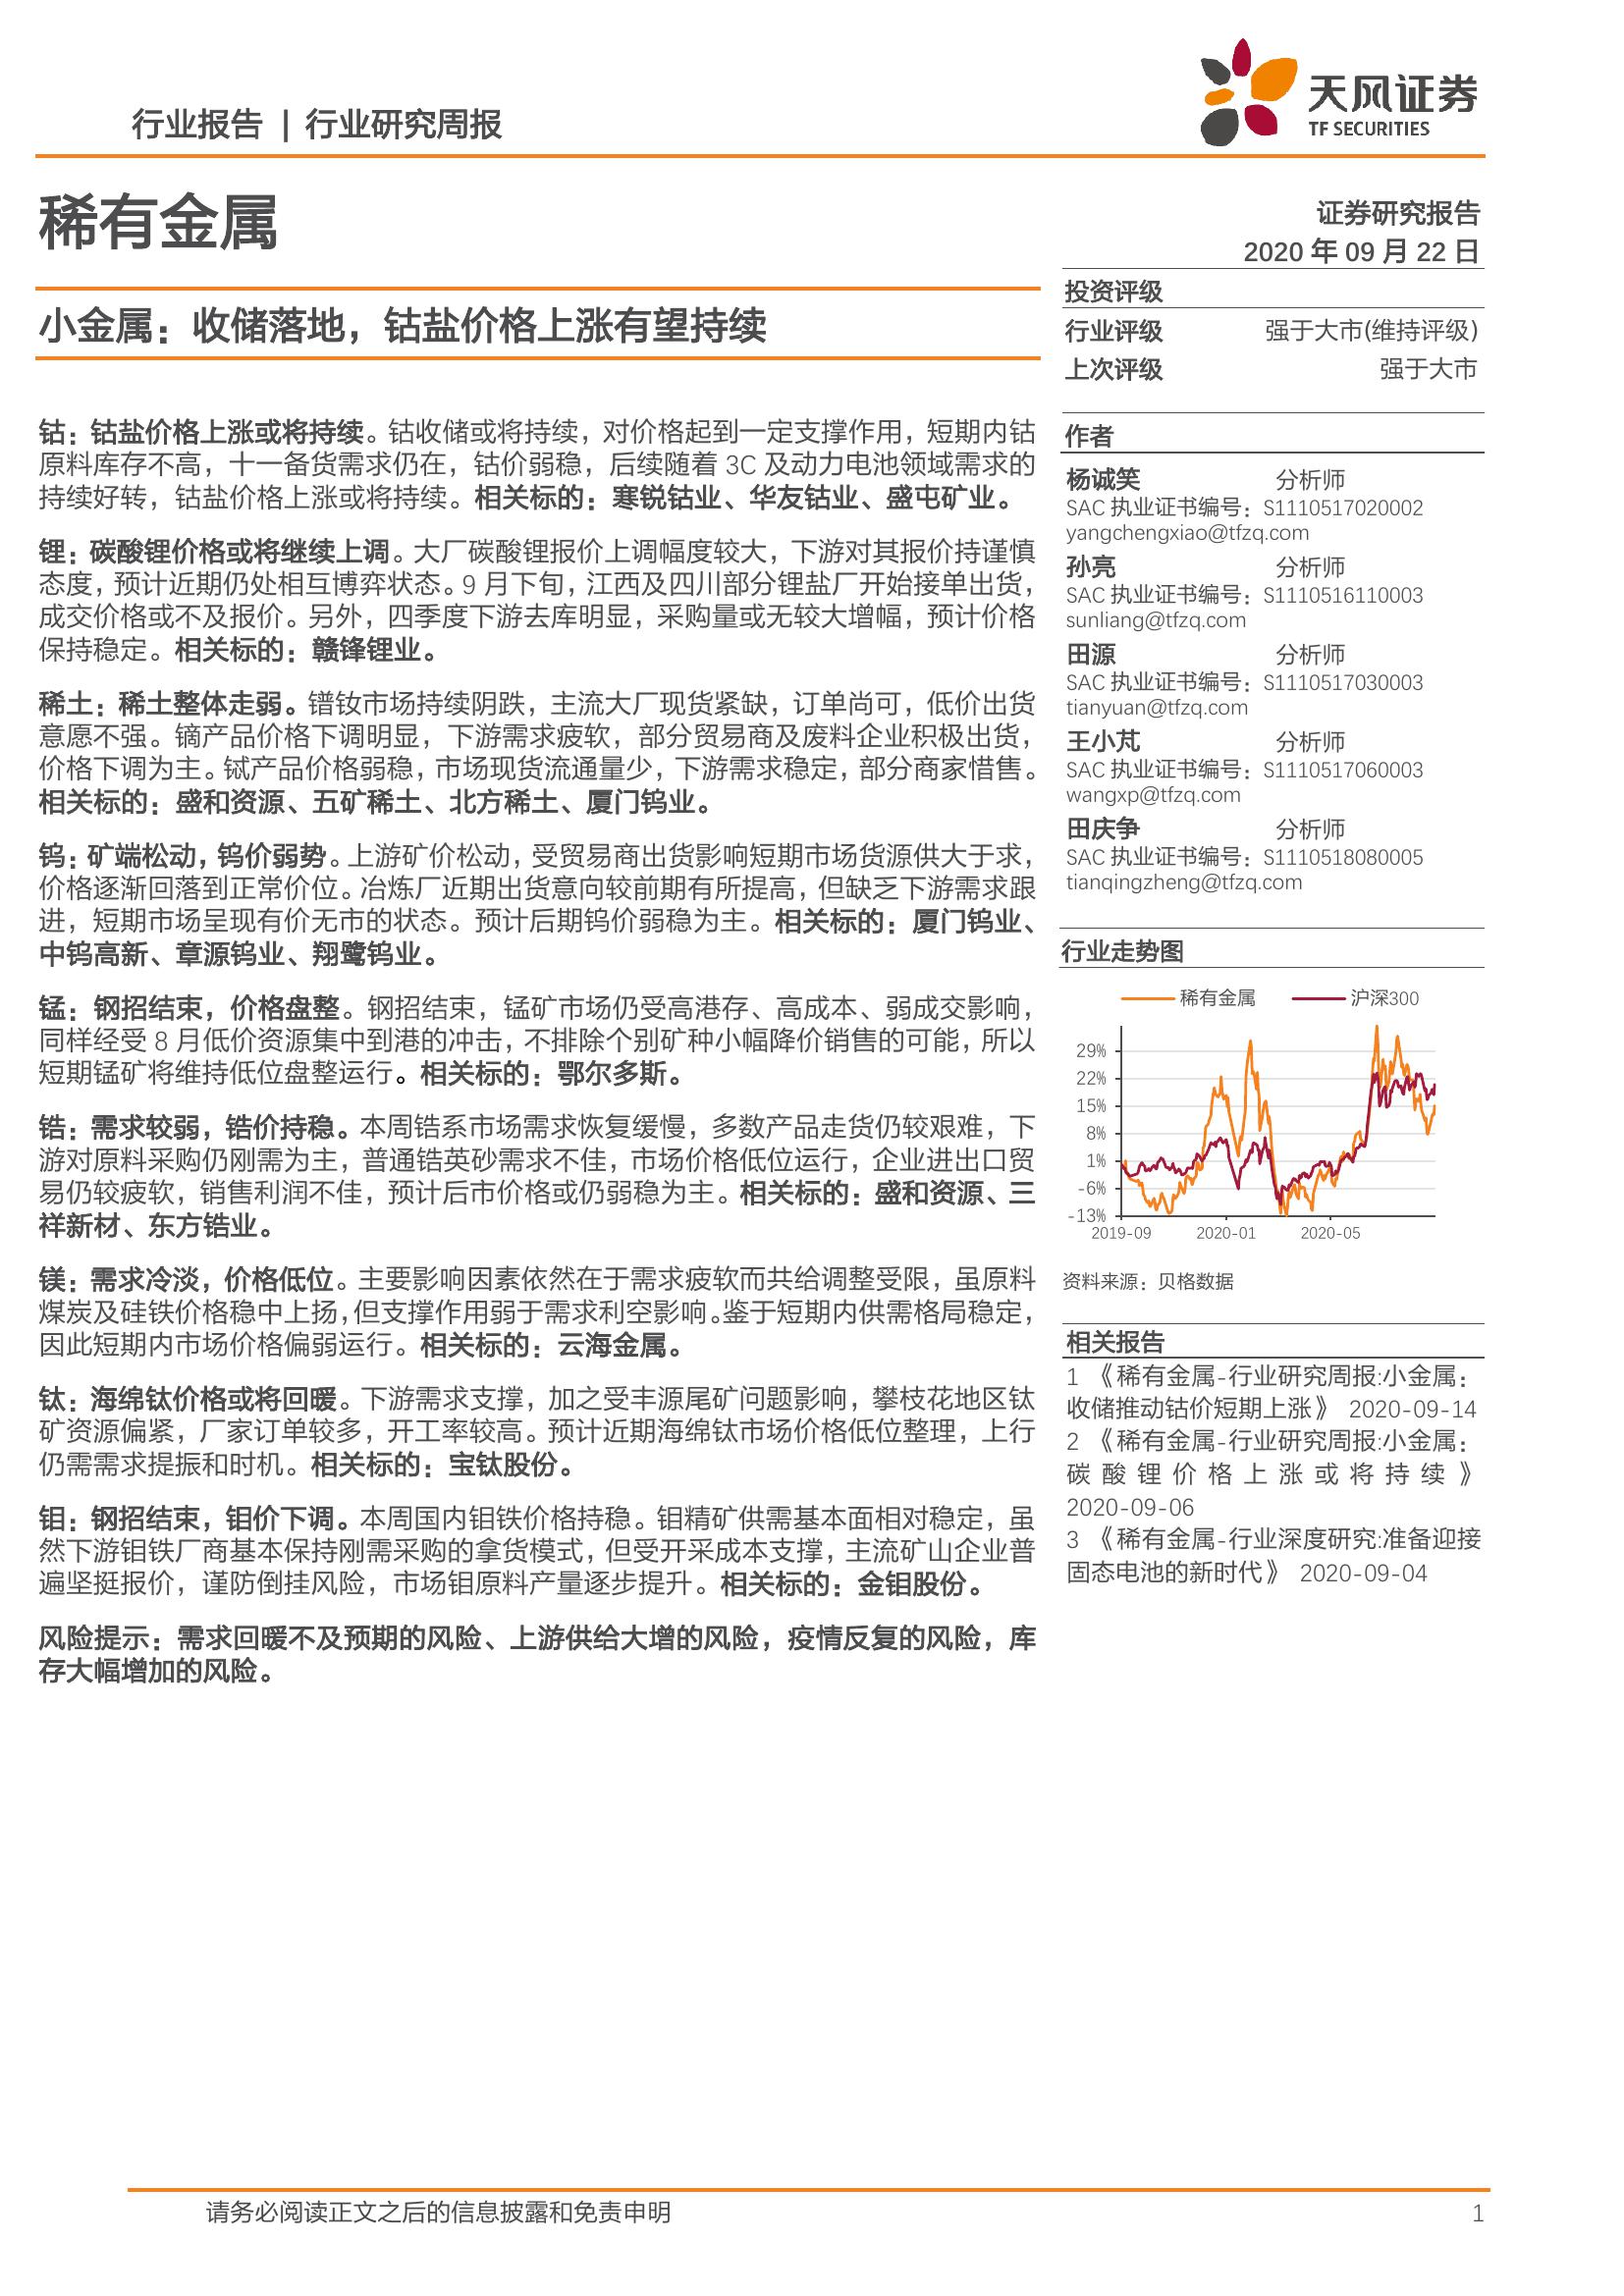 行业报告 | 行业研究周报
天风证券
TF SECURITIES
稀有金属
证券研究报告
2020 年 09 月 22 日
小金属：收储落地，钴盐价格上涨有望持续
投资评级
行业评级 强于大市(维持评级)
上次评级 强于大市
钴：钴盐价格上涨或将持续。钴收储或将持续，对价格起到一定支撑作用，短期内钴
原料库存不高，十一备货需求仍在，钴价弱稳，后续随着 3C 及动力电池领域需求的
持续好转，钴盐价格上涨或将持续。相关标的：寒锐钴业、华友钴业、盛屯矿业。
锂：碳酸锂价格或将继续上调。大厂碳酸锂报价上调幅度较大，下游对其报价持谨慎
态度，预计近期仍处相互博弈状态。9 月下旬，江西及四川部分锂盐厂开始接单出货，
成交价格或不及报价。另外，四季度下游去库明显，采购量或无较大增幅，预计价格
保持稳定。相关标的：赣锋锂业。
稀土：稀土整体走弱。镨钕市场持续阴跌，主流大厂现货紧缺，订单尚可，低价出货
意愿不强。镝产品价格下调明显，下游需求疲软，部分贸易商及废料企业积极出货，
价格下调为主。铽产品价格弱稳，市场现货流通量少，下游需求稳定，部分商家惜售。
相关标的：盛和资源、五矿稀土、北方稀土、厦门钨业。
钨：矿端松动，钨价弱势。上游矿价松动，受贸易商出货影响短期市场货源供大于求，
价格逐渐回落到正常价位。冶炼厂近期出货意向较前期有所提高，但缺乏下游需求跟
进，短期市场呈现有价无市的状态。预计后期钨价弱稳为主。相关标的：厦门钨业、
中钨高新、章源钨业、翔鹭钨业。
锰：钢招结束，价格盘整。钢招结束，锰矿市场仍受高港存、高成本、弱成交影响，
同样经受 8 月低价资源集中到港的冲击，不排除个别矿种小幅降价销售的可能，所以
短期锰矿将维持低位盘整运行。相关标的：鄂尔多斯。
锆：需求较弱，锆价持稳。本周锆系市场需求恢复缓慢，多数产品走货仍较艰难，下
游对原料采购仍刚需为主，普通锆英砂需求不佳，市场价格低位运行，企业进出口贸
易仍较疲软，销售利润不佳，预计后市价格或仍弱稳为主。相关标的：盛和资源、三
祥新材、东方锆业。
镁：需求冷淡，价格低位。主要影响因素依然在于需求疲软而共给调整受限，虽原料
煤炭及硅铁价格稳中上扬，但支撑作用弱于需求利空影响。鉴于短期内供需格局稳定，
因此短期内市场价格偏弱运行。相关标的：云海金属。
钛：海绵钛价格或将回暖。下游需求支撑，加之受丰源尾矿问题影响，攀枝花地区钛
矿资源偏紧，厂家订单较多，开工率较高。预计近期海绵钛市场价格低位整理，上行
仍需需求提振和时机。相关标的：宝钛股份。
钼：钢招结束，钼价下调。本周国内钼铁价格持稳。钼精矿供需基本面相对稳定，虽
然下游钼铁厂商基本保持刚需采购的拿货模式，但受开采成本支撑，主流矿山企业普
遍坚挺报价，谨防倒挂风险，市场钼原料产量逐步提升。相关标的：金钼股份。
风险提示：需求回暖不及预期的风险、上游供给大增的风险，疫情反复的风险，库
存大幅增加的风险。
作者
杨诚笑 分析师
SAC 执业证书编号：S1110517020002
yangchengxiao@tfzq.com
孙亮 分析师
SAC 执业证书编号：S1110516110003
sunliang@tfzq.com
田源 分析师
SAC 执业证书编号：S1110517030003
tianyuan@tfzq.com
王小芃 分析师
SAC 执业证书编号：S1110517060003
wangxp@tfzq.com
田庆争 分析师
SAC 执业证书编号：S1110518080005
tianqingzheng@tfzq.com
行业走势图
稀有金属 沪深300
29%
22%
15%
8%
1%
-6%
-13%
2019-09 2020-01 2020-05
资料来源：贝格数据
相关报告
1 《稀有金属-行业研究周报:小金属：
收储推动钴价短期上涨》 2020-09-14
2 《稀有金属-行业研究周报:小金属：
碳酸锂价格上涨或将持续》
2020-09-06
3 《稀有金属-行业深度研究:准备迎接
固态电池的新时代》 2020-09-04
请务必阅读正文之后的信息披露和免责申明 1